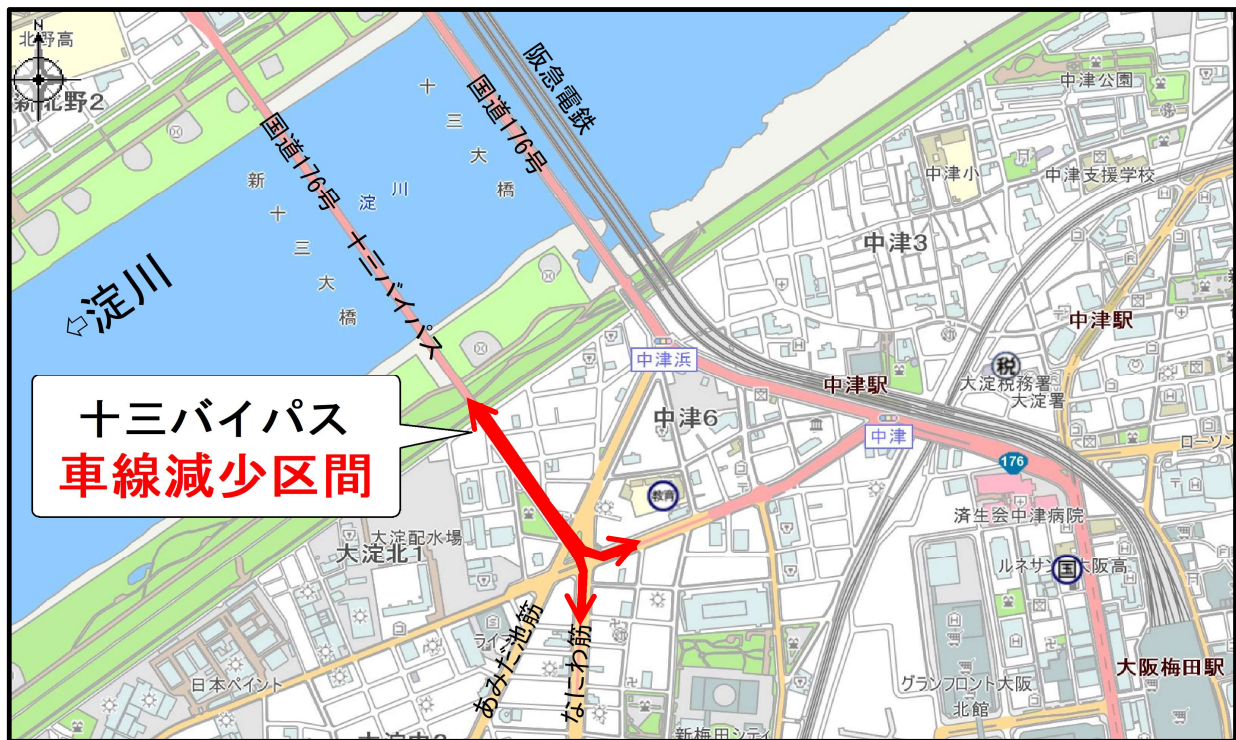 N
北野高
新北野2
国道176号 十三バイパス
新十三大橋
淀川
十三大橋
国道176号
阪急電鉄
⇦淀川
中津公園
中津小
中津支援学校
中津3
中津浜
中津駅
中津駅
税
大淀税務署
大淀署
中津6
中津
ローソン
176
十三バイパス
車線減少区間
教育
済生会中津病院
大淀配水場
大淀北1
ルネサンス大阪高
国
ライフ
あみだ池筋
なにわ筋
日本ペイント
グランフロント大阪
北館
大阪梅田駅
新梅田シティ